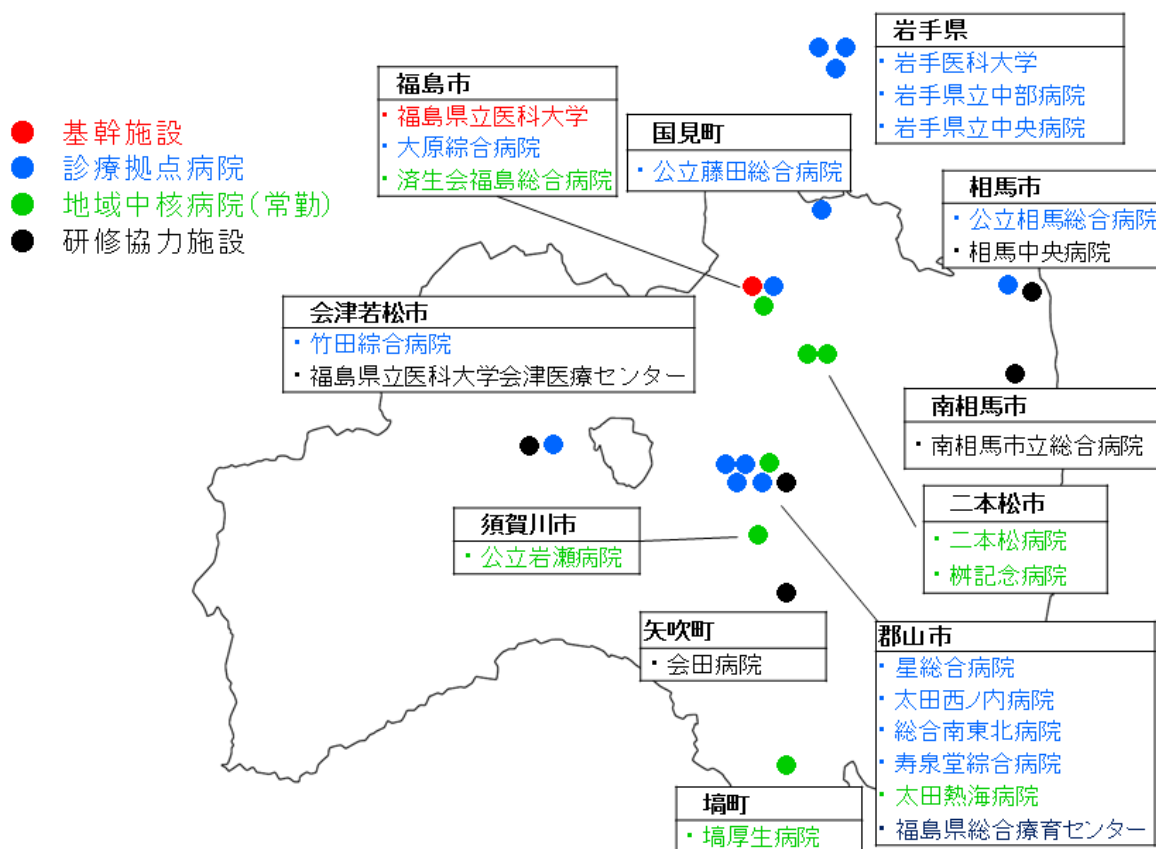 ● 基幹施設
● 診療拠点病院
● 地域中核病院(常勤)
● 研修協力施設
岩手県
・岩手医科大学
・岩手県立中部病院
・岩手県立中央病院
福島市
・福島県立医科大学
・大原綜合病院
・済生会福島総合病院
国見町
・公立藤田総合病院
相馬市
・公立相馬総合病院
・相馬中央病院
会津若松市
・竹田綜合病院
・福島県立医科大学会津医療センター
南相馬市
・南相馬市立総合病院
二本松市
・二本松病院
・桝記念病院
須賀川市
・公立岩瀬病院
矢吹町
・会田病院
郡山市
・星総合病院
・太田西ノ内病院
・総合南東北病院
・寿泉堂綜合病院
・太田熱海病院
・福島県総合療育センター
塙町
・塙厚生病院